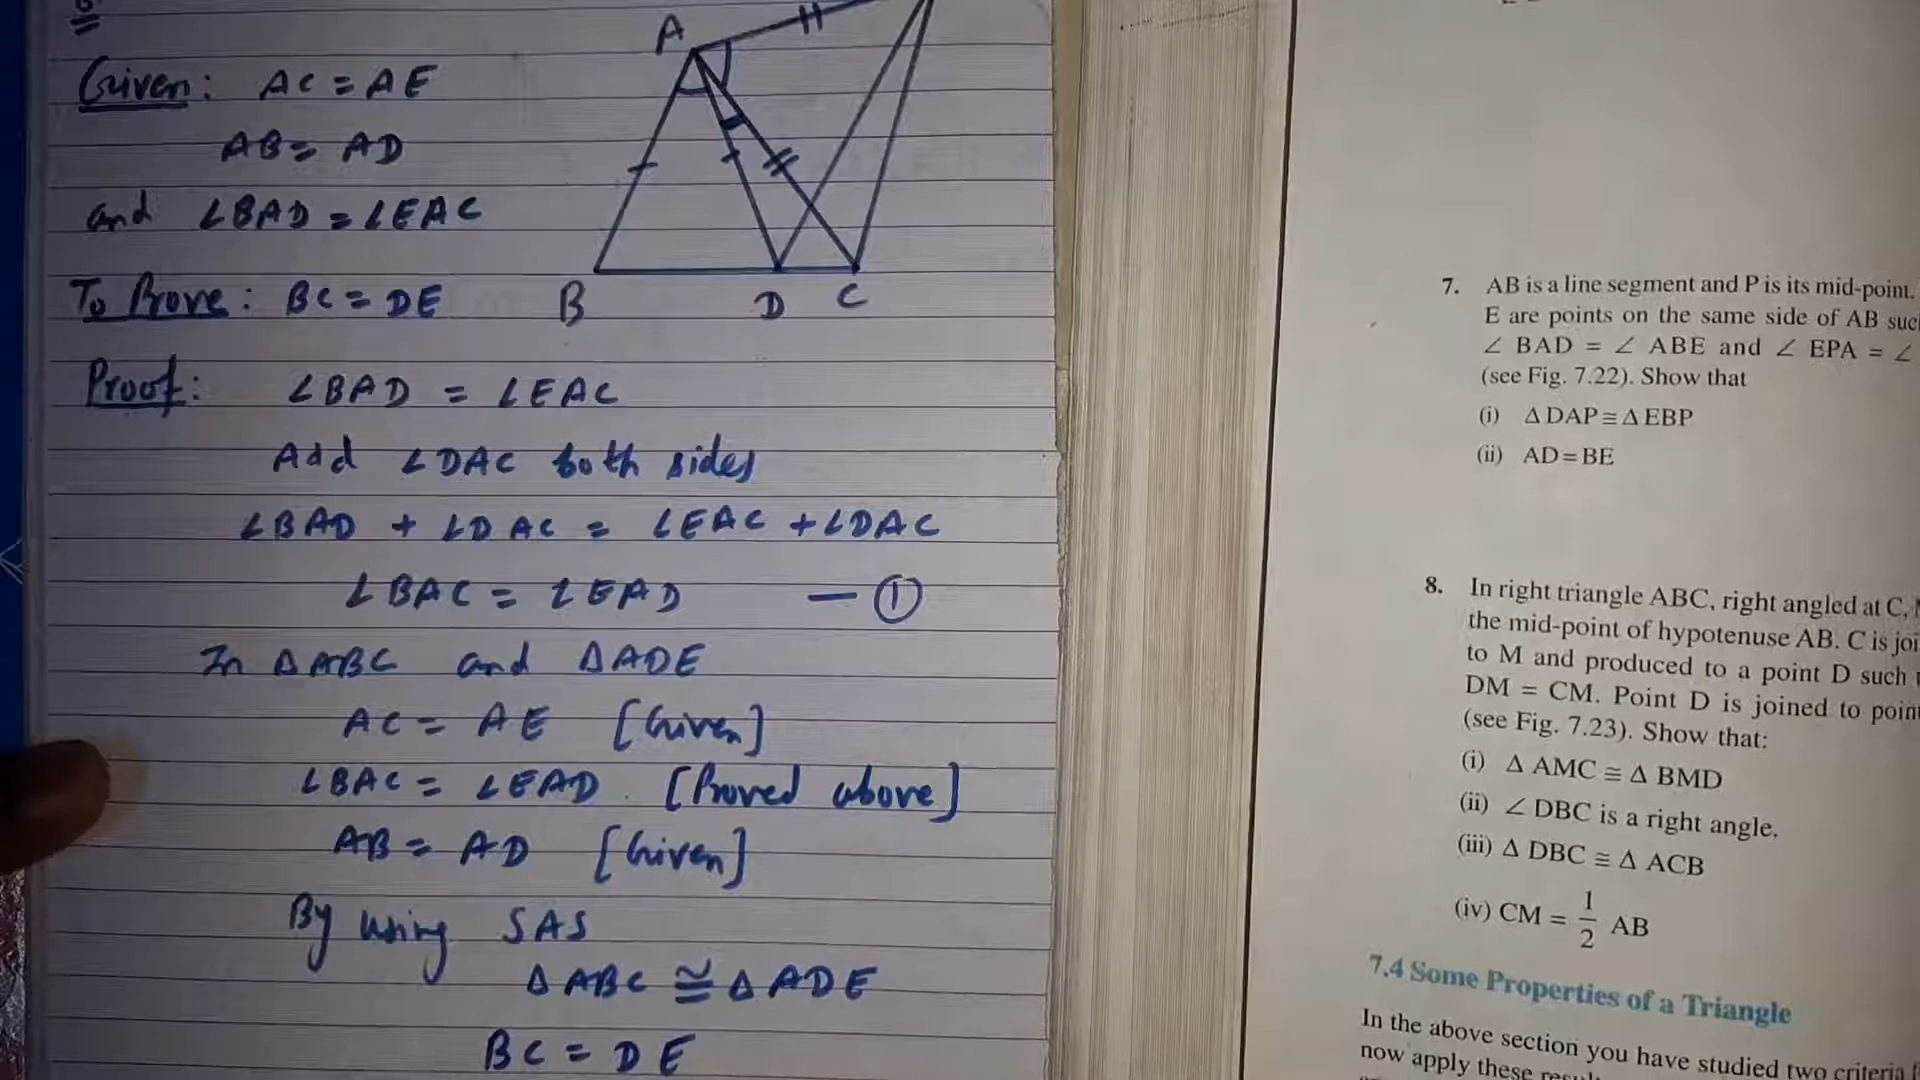 A
Given: AC = AE
AB = AD
and ∠BAD = ∠EAC
To Prove: BC = DE
B D C
Proof: ∠BAD = ∠EAC
Add ∠DAC both sides
∠BAD + ∠DAC = ∠EAC + ∠DAC
∠BAC = ∠EAD — ①
In ΔABC and ΔADE
AC = AE [Given]
∠BAC = ∠EAD. [Proved above]
AB = AD [Given]
By using SAS
ΔABC ≅ ΔADE
BC = DE
7. AB is a line segment and P is its mid-point.
E are points on the same side of AB
∠ BAD = ∠ ABE and ∠ EPA = ∠
(see Fig. 7.22). Show that
(i) Δ DAP ≅ Δ EBP
(ii) AD = BE
8. In right triangle ABC, right angled at C,
the mid-point of hypotenuse AB. C is
to M and produced to a point D such
DM = CM. Point D is joined to
(see Fig. 7.23). Show that:
(i) Δ AMC ≅ Δ BMD
(ii) ∠ DBC is a right angle.
(iii) Δ DBC ≅ Δ ACB
(iv) CM = 1/2 AB
7.4 Some Properties of a Triangle
In the above section you have studied two criteria
now apply these